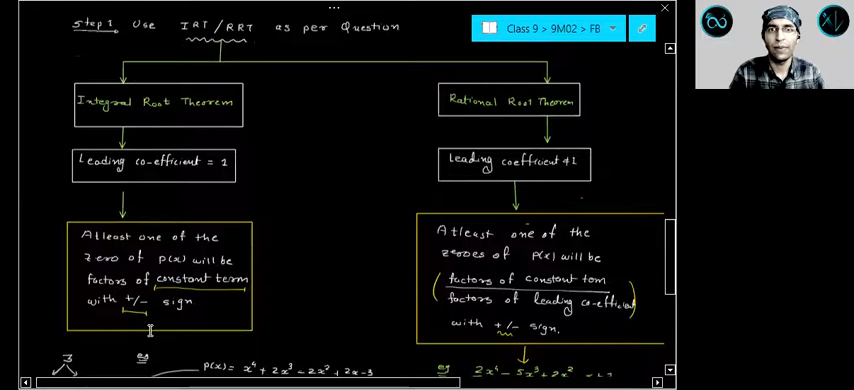 Step 1. Use IRT/RRT as per Question
Class 9 > 9M02 > FB
Integral Root Theorem
Leading co-efficient = 1
Atleast one of the
zero of p(x) will be
factors of constant term
with +/- sign
Rational Root Theorem
Leading coefficient ≠ 1
Atleast one of the
zeroes of p(x) will be
factors of constant tom
factors of leading co-efficient
with +/- sign.
3
eg
p(x) = x⁴ + 2x³ - 2x² + 2x - 3
eg 2x⁴ - 5x³ + 2x²